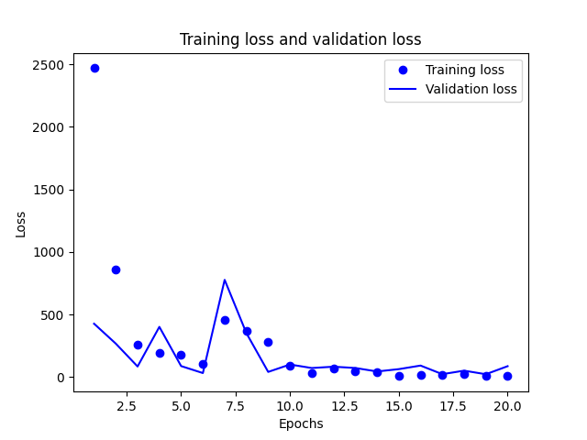 Training loss and validation loss
Training loss
Validation loss
2500
2000
1500
1000
500
0
Loss
2.5 5.0 7.5 10.0 12.5 15.0 17.5 20.0
Epochs